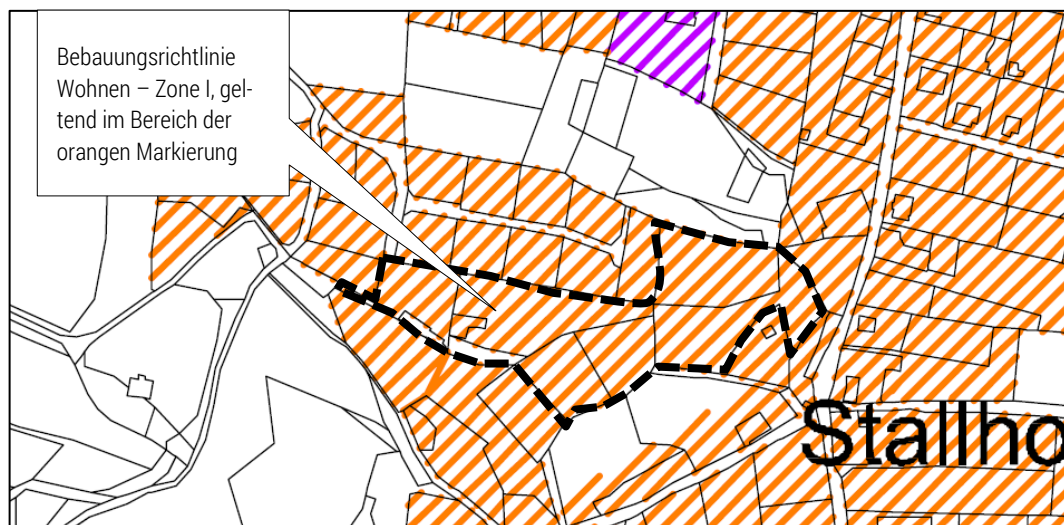 Bebauungsrichtlinie
Wohnen – Zone I, gel-
tend im Bereich der
orangen Markierung
Stallho